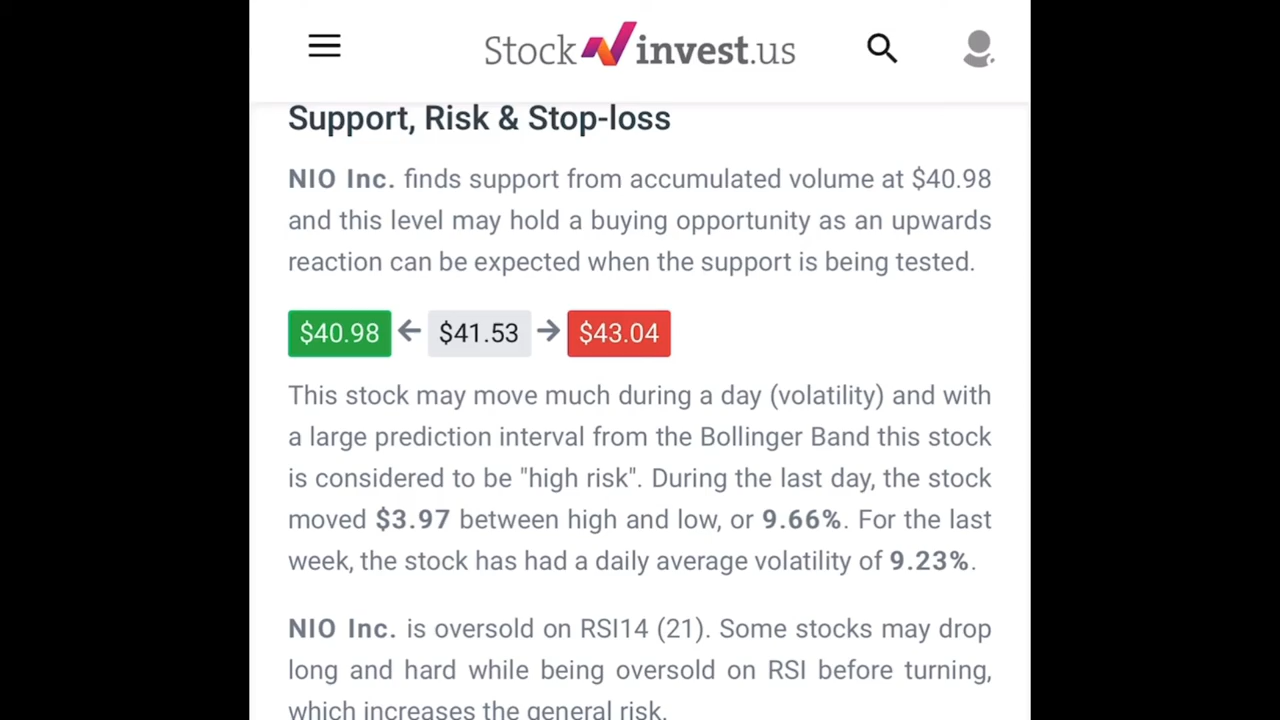 Stock invest.us
Support, Risk & Stop-loss
NIO Inc. finds support from accumulated volume at $40.98
and this level may hold a buying opportunity as an upwards
reaction can be expected when the support is being tested.
$40.98 ← $41.53 → $43.04
This stock may move much during a day (volatility) and with
a large prediction interval from the Bollinger Band this stock
is considered to be "high risk". During the last day, the stock
moved $3.97 between high and low, or 9.66%. For the last
week, the stock has had a daily average volatility of 9.23%.
NIO Inc. is oversold on RSI14 (21). Some stocks may drop
long and hard while being oversold on RSI before turning,
which increases the general risk.